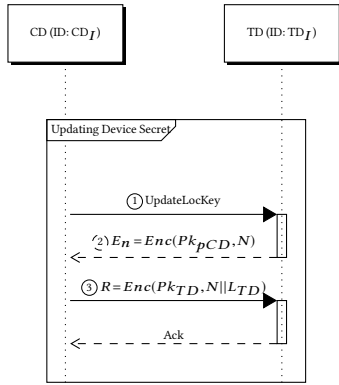 CD (ID: CD_I)
TD (ID: TD_I)
Updating Device Secret
① UpdateLocKey
② E_n = Enc(Pk_pCD, N)
③ R = Enc(Pk_TD, N||L_TD)
Ack